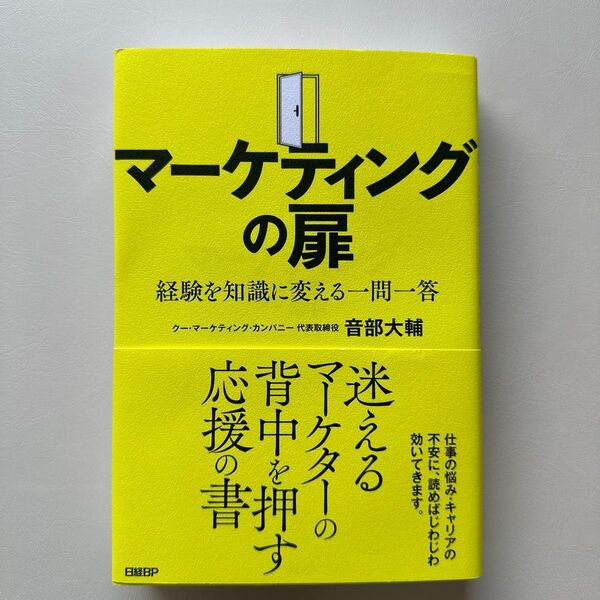 マーケティング
の扉
経験を知識に変える一問一答
クー・マーケティング・カンパニー 代表取締役 音部大輔
迷える
マーケターの
背中を押す
応援の書
仕事の悩み・キャリアの
不安に、読めばじわじわ
効いてきます。
日経BP